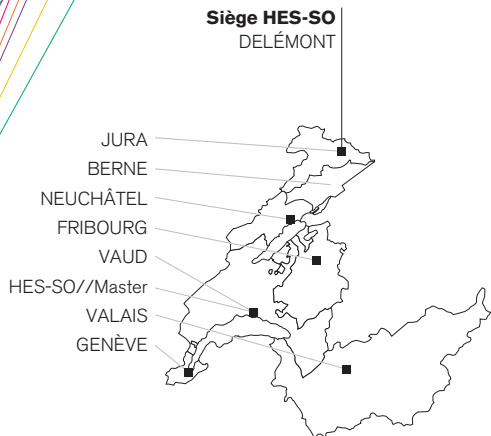 Siège HES-SO
DELÉMONT
JURA
BERNE
NEUCHÂTEL
FRIBOURG
VAUD
HES-SO//Master
VALAIS
GENÈVE